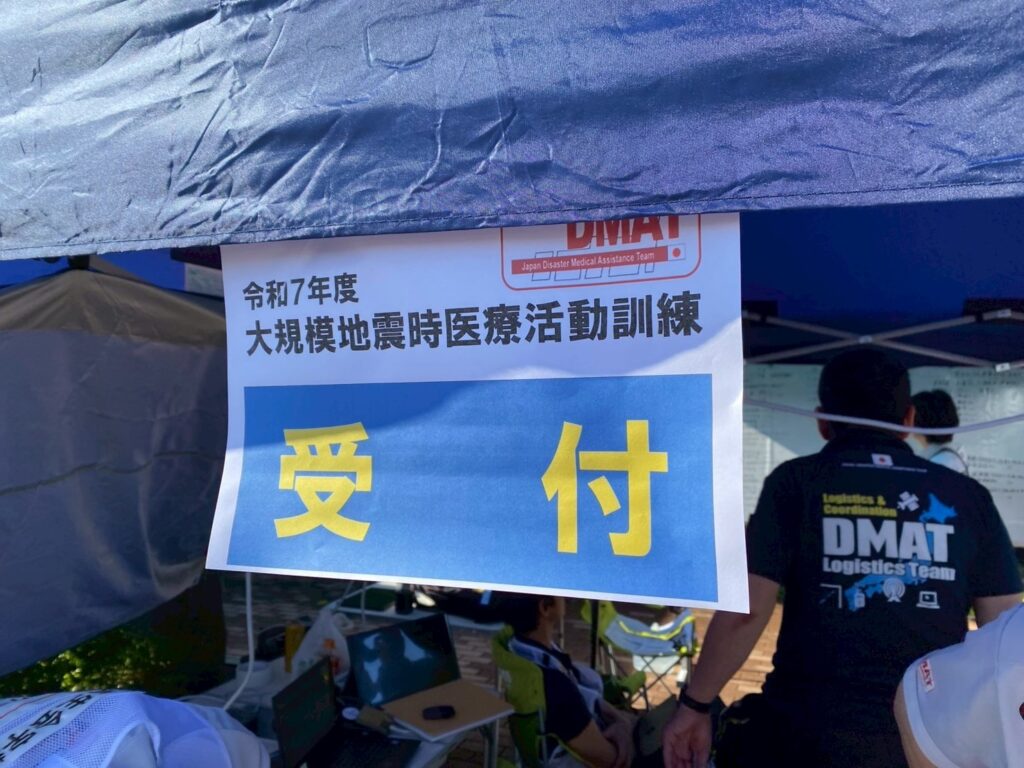 DMAT
Japan Disaster Medical Assistance Team
令和7年度
大規模地震時医療活動訓練
受付
Logistics &
Coordination
DMAT
Logistics Team
DMAT